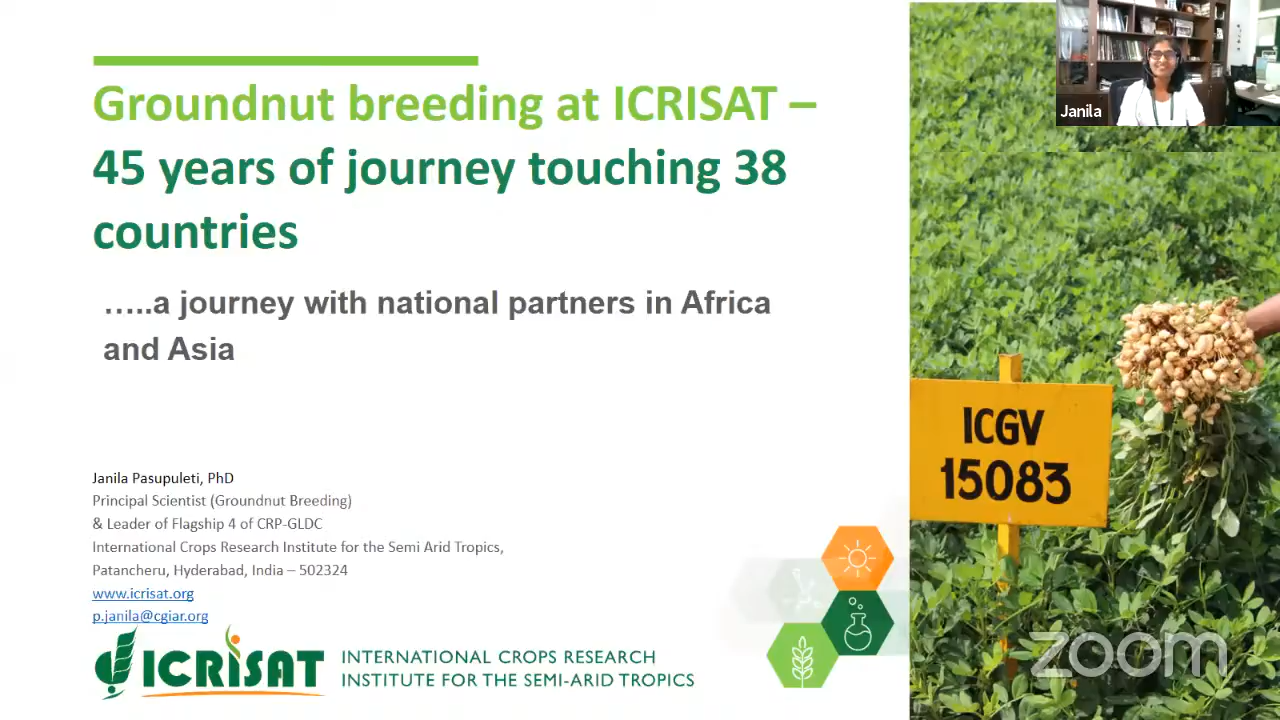 Groundnut breeding at ICRISAT –
45 years of journey touching 38
countries
…..a journey with national partners in Africa
and Asia
Janila Pasupuleti, PhD
Principal Scientist (Groundnut Breeding)
& Leader of Flagship 4 of CRP-GLDC
International Crops Research Institute for the Semi Arid Tropics,
Patancheru, Hyderabad, India – 502324
www.icrisat.org
p.janila@cgiar.org
ICRISAT
INTERNATIONAL CROPS RESEARCH
INSTITUTE FOR THE SEMI-ARID TROPICS
Janila
ICGV
15083
zoom